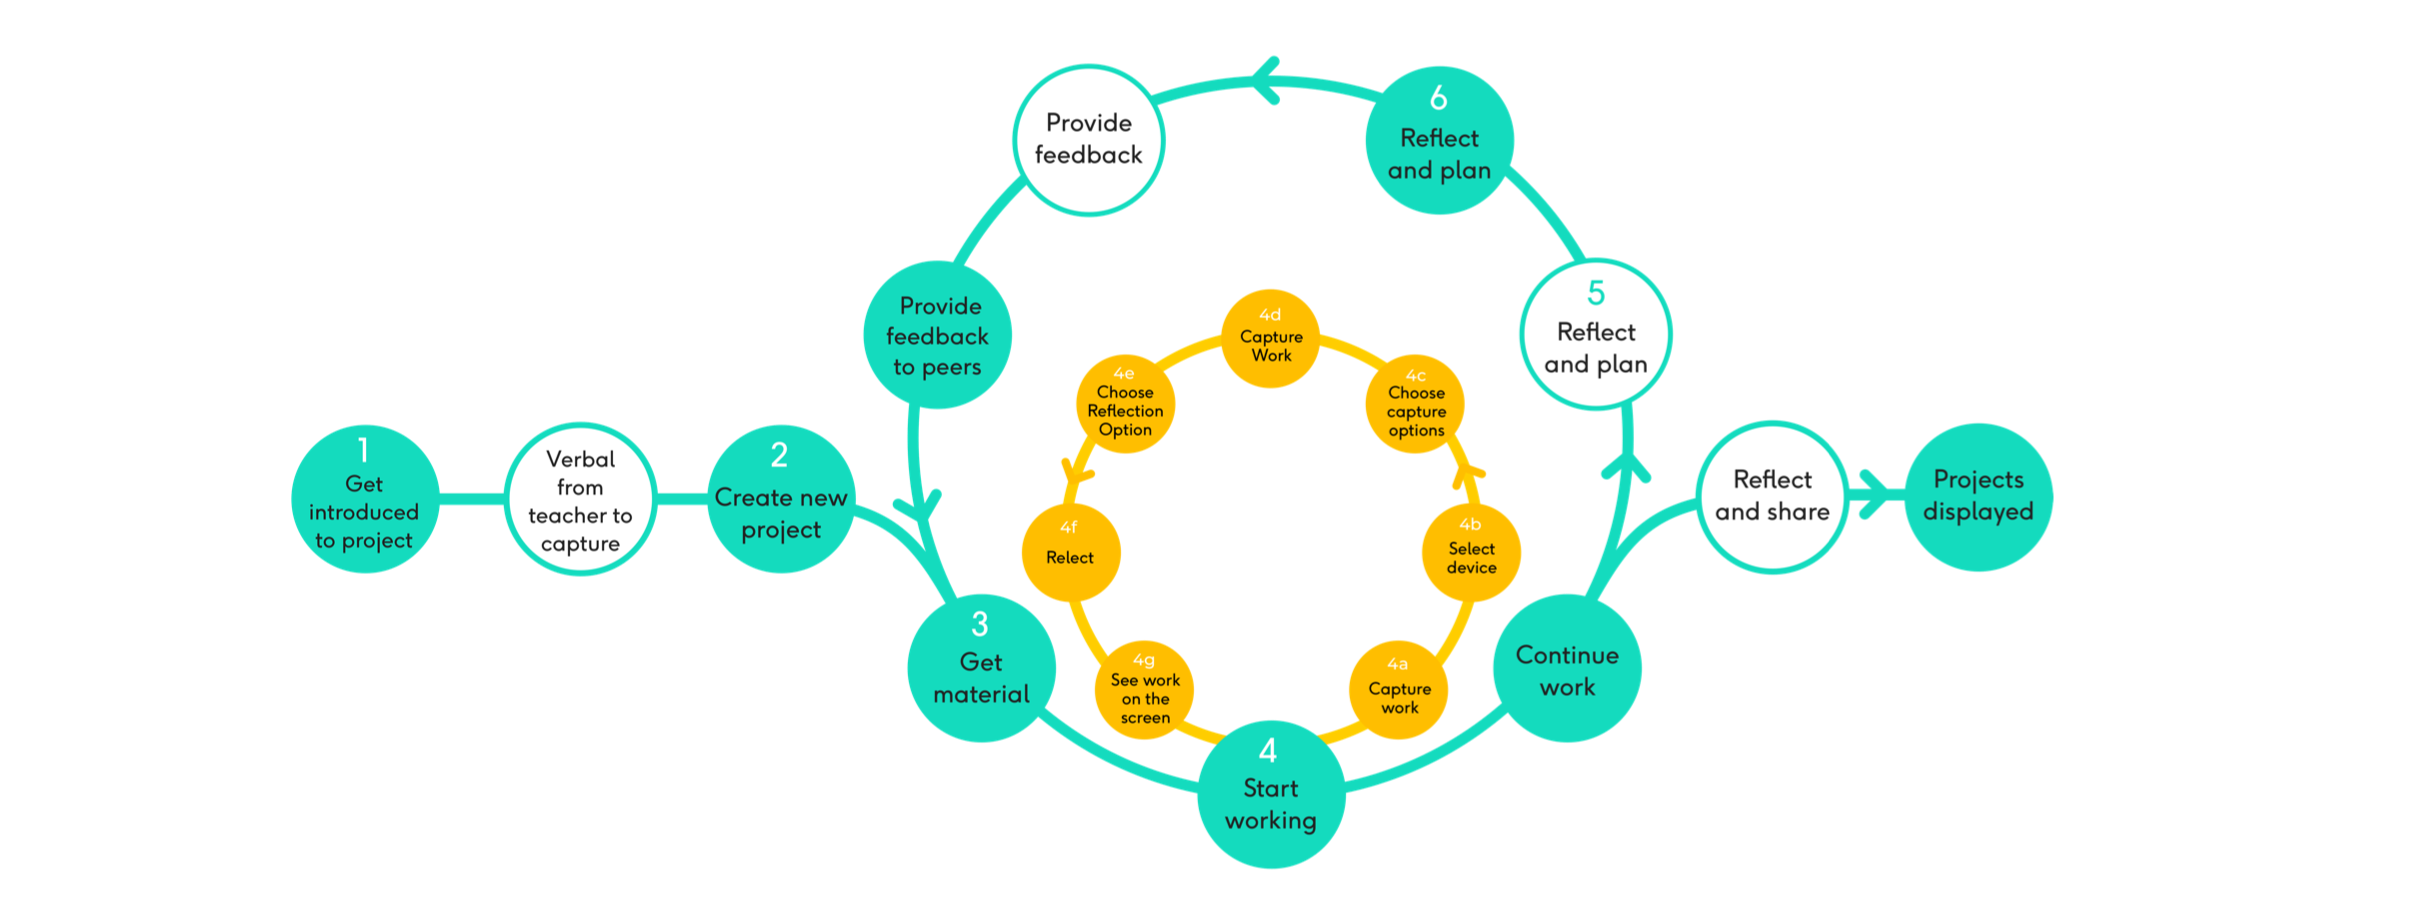 1
Get
introduced
to project
Verbal
from
teacher to
capture
2
Create new
project
3
Get
material
4
Start
working
4a
Capture
work
4b
Select
device
4c
Choose
capture
options
4d
Capture
Work
4e
Choose
Reflection
Option
4f
Relect
4g
See work
on the
screen
Continue
work
5
Reflect
and plan
6
Reflect
and plan
Provide
feedback
Provide
feedback
to peers
Reflect
and share
Projects
displayed